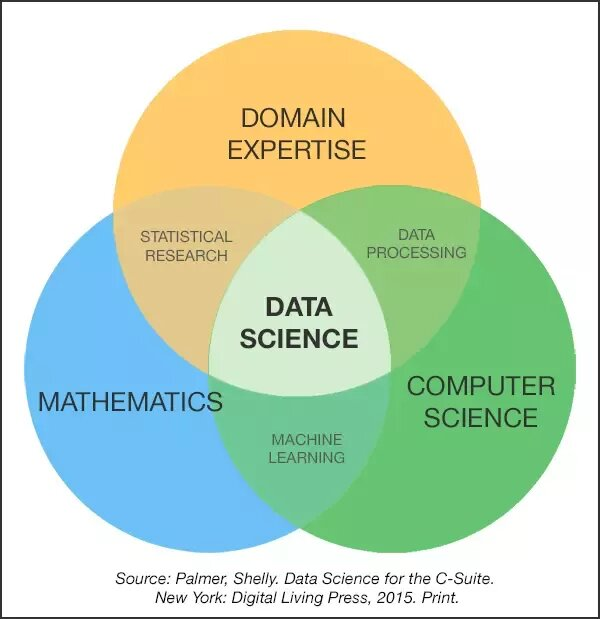 DOMAIN
EXPERTISE
STATISTICAL
RESEARCH
DATA
PROCESSING
DATA
SCIENCE
MATHEMATICS
COMPUTER
SCIENCE
MACHINE
LEARNING
Source: Palmer, Shelly. Data Science for the C-Suite.
New York: Digital Living Press, 2015. Print.